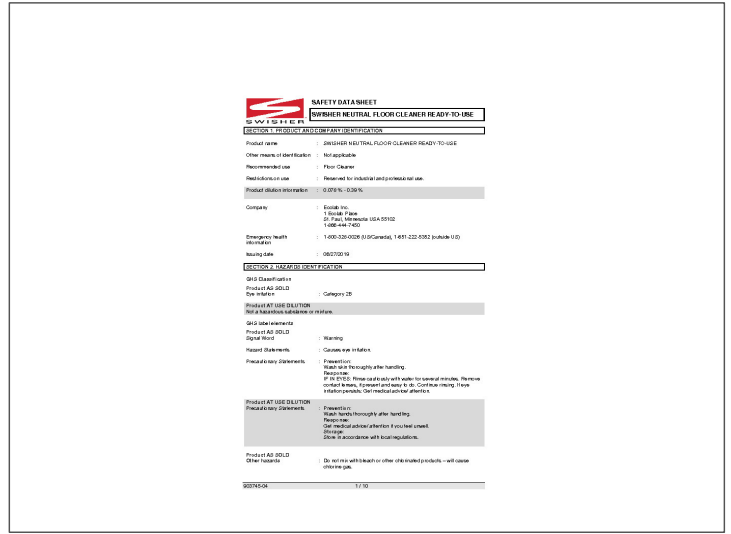 SWISHER
SAFETY DATA SHEET
SWISHER NEUTRAL FLOOR CLEANER READY-TO-USE
SECTION 1. PRODUCT AND COMPANY IDENTIFICATION
Product name : SWISHER NEUTRAL FLOOR CLEANER READY-TO-USE
Other means of identification : Not applicable
Recommended use : Floor Cleaner
Restrictions on use : Reserved for industrial and professional use.
Product dilution information : 0.078 % - 0.39 %
Company : Ecolab Inc.
1 Ecolab Place
St. Paul, Minnesota USA 55102
1-866-444-7450
Emergency health : 1-800-328-0026 (US/Canada), 1-651-222-5352 (outside US)
information
Issuing date : 06/27/2019
SECTION 2. HAZARDS IDENTIFICATION
GHS Classification
Product AS SOLD
Eye irritation : Category 2B
Product AT USE DILUTION
Not a hazardous substance or mixture.
GHS label elements
Product AS SOLD
Signal Word : Warning
Hazard Statements : Causes eye irritation.
Precautionary Statements : Prevention:
Wash skin thoroughly after handling.
Response:
IF IN EYES: Rinse cautiously with water for several minutes. Remove
contact lenses, if present and easy to do. Continue rinsing. If eye
irritation persists: Get medical advice/ attention.
Product AT USE DILUTION
Precautionary Statements : Prevention:
Wash hands thoroughly after handling.
Response:
Get medical advice/ attention if you feel unwell.
Storage:
Store in accordance with local regulations.
Product AS SOLD
Other hazards : Do not mix with bleach or other chlorinated products – will cause
chlorine gas.
903745-04 1 / 10